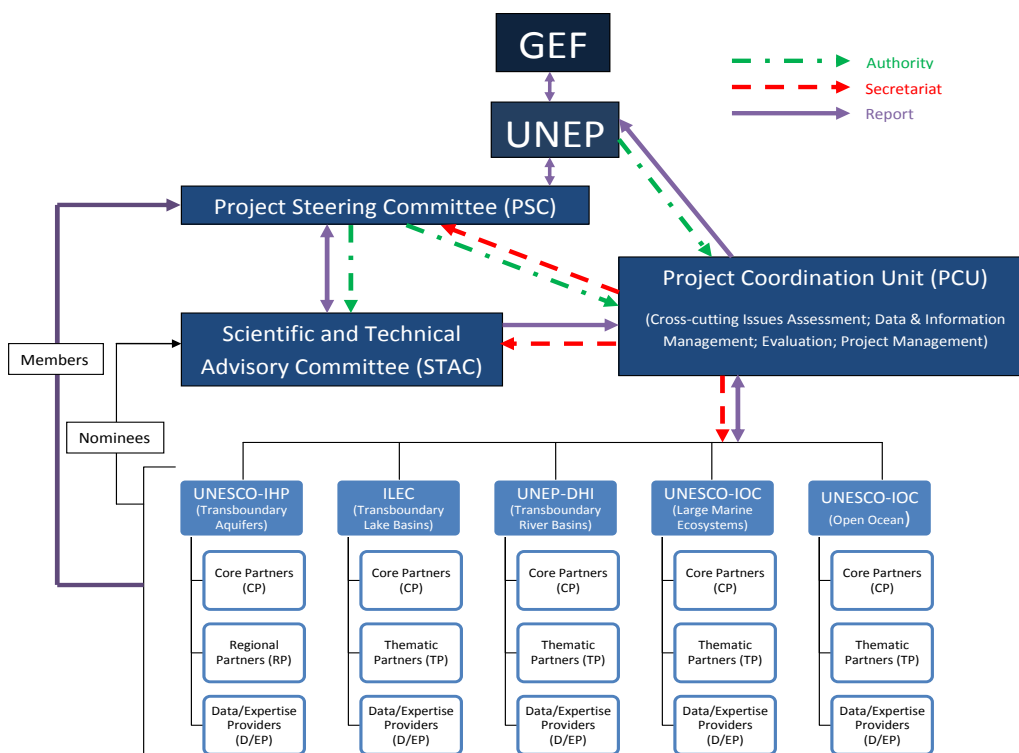 GEF
Authority
Secretariat
Report
UNEP
Project Steering Committee (PSC)
Project Coordination Unit (PCU)
(Cross-cutting Issues Assessment; Data & Information
Management; Evaluation; Project Management)
Scientific and Technical
Advisory Committee (STAC)
Members
Nominees
UNESCO-IHP
(Transboundary
Aquifers)
ILEC
(Transboundary
Lake Basins)
UNEP-DHI
(Transboundary
River Basins)
UNESCO-IOC
(Large Marine
Ecosystems)
UNESCO-IOC
(Open Ocean)
Core Partners
(CP)
Core Partners
(CP)
Core Partners
(CP)
Core Partners
(CP)
Core Partners
(CP)
Regional
Partners (RP)
Thematic
Partners (TP)
Thematic
Partners (TP)
Thematic
Partners (TP)
Thematic
Partners (TP)
Data/Expertise
Providers
(D/EP)
Data/Expertise
Providers
(D/EP)
Data/Expertise
Providers
(D/EP)
Data/Expertise
Providers
(D/EP)
Data/Expertise
Providers
(D/EP)